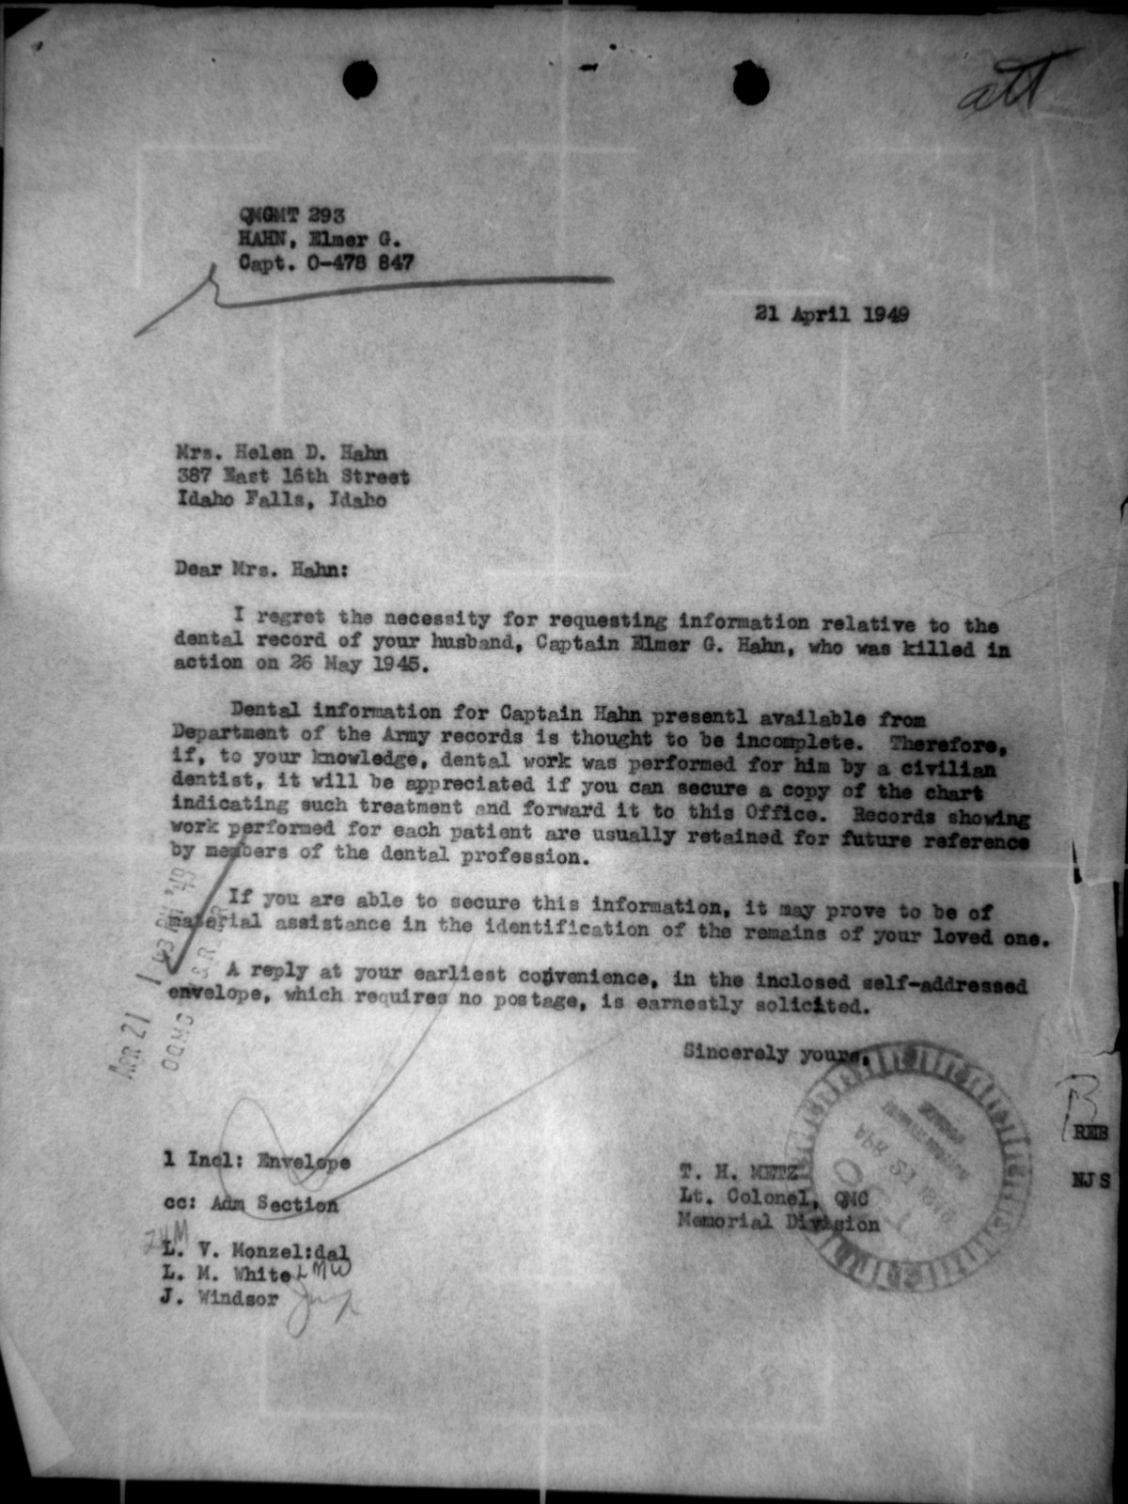 att
QMGMT 293
HAHN, Elmer G.
Capt. O-478 847
21 April 1949
Mrs. Helen D. Hahn
387 East 16th Street
Idaho Falls, Idaho
Dear Mrs. Hahn:
I regret the necessity for requesting information relative to the
dental record of your husband, Captain Elmer G. Hahn, who was killed in
action on 26 May 1945.
Dental information for Captain Hahn presentl available from
Department of the Army records is thought to be incomplete. Therefore,
if, to your knowledge, dental work was performed for him by a civilian
dentist, it will be appreciated if you can secure a copy of the chart
indicating such treatment and forward it to this Office. Records showing
work performed for each patient are usually retained for future reference
by members of the dental profession.
If you are able to secure this information, it may prove to be of
material assistance in the identification of the remains of your loved one.
A reply at your earliest convenience, in the inclosed self-addressed
envelope, which requires no postage, is earnestly solicited.
APR 21
OQMG
Sincerely yours,
REB
1 Incl: Envelope
T. H. METZ
NJS
cc: Adm Section
Lt. Colonel, QMC
Memorial Division
L. V. Monzel:dal
L. M. White LMW
J. Windsor